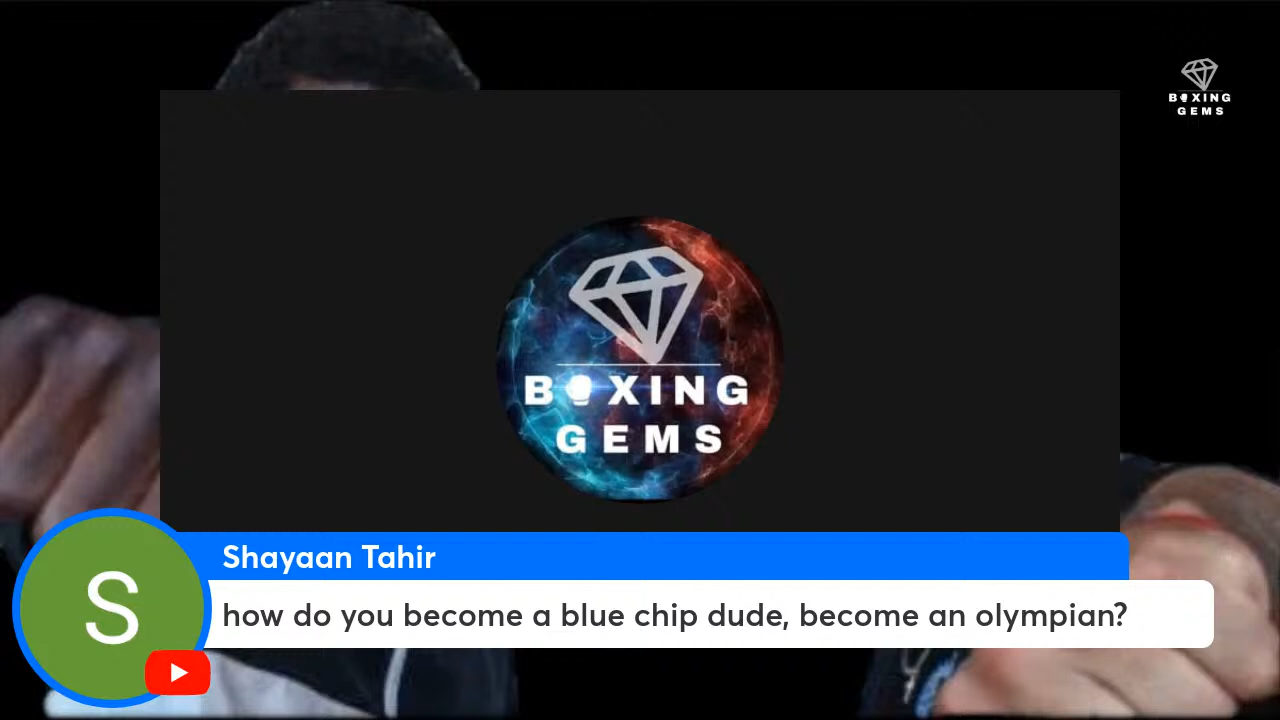 BOXING
GEMS
BOXING
GEMS
Shayaan Tahir
S
how do you become a blue chip dude, become an olympian?